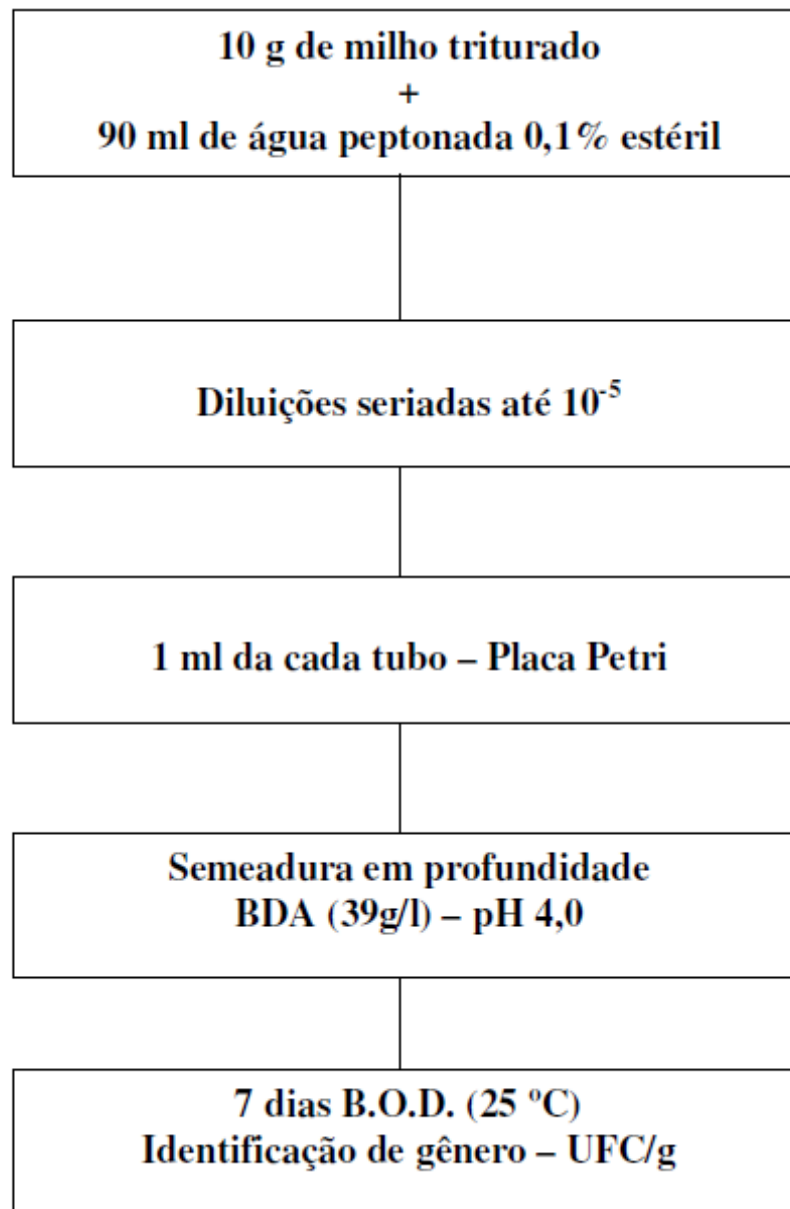 10 g de milho triturado
+
90 ml de água peptonada 0,1% estéril
Diluições seriadas até 10⁻⁵
1 ml da cada tubo – Placa Petri
Semeadura em profundidade
BDA (39g/l) – pH 4,0
7 dias B.O.D. (25 ºC)
Identificação de gênero – UFC/g